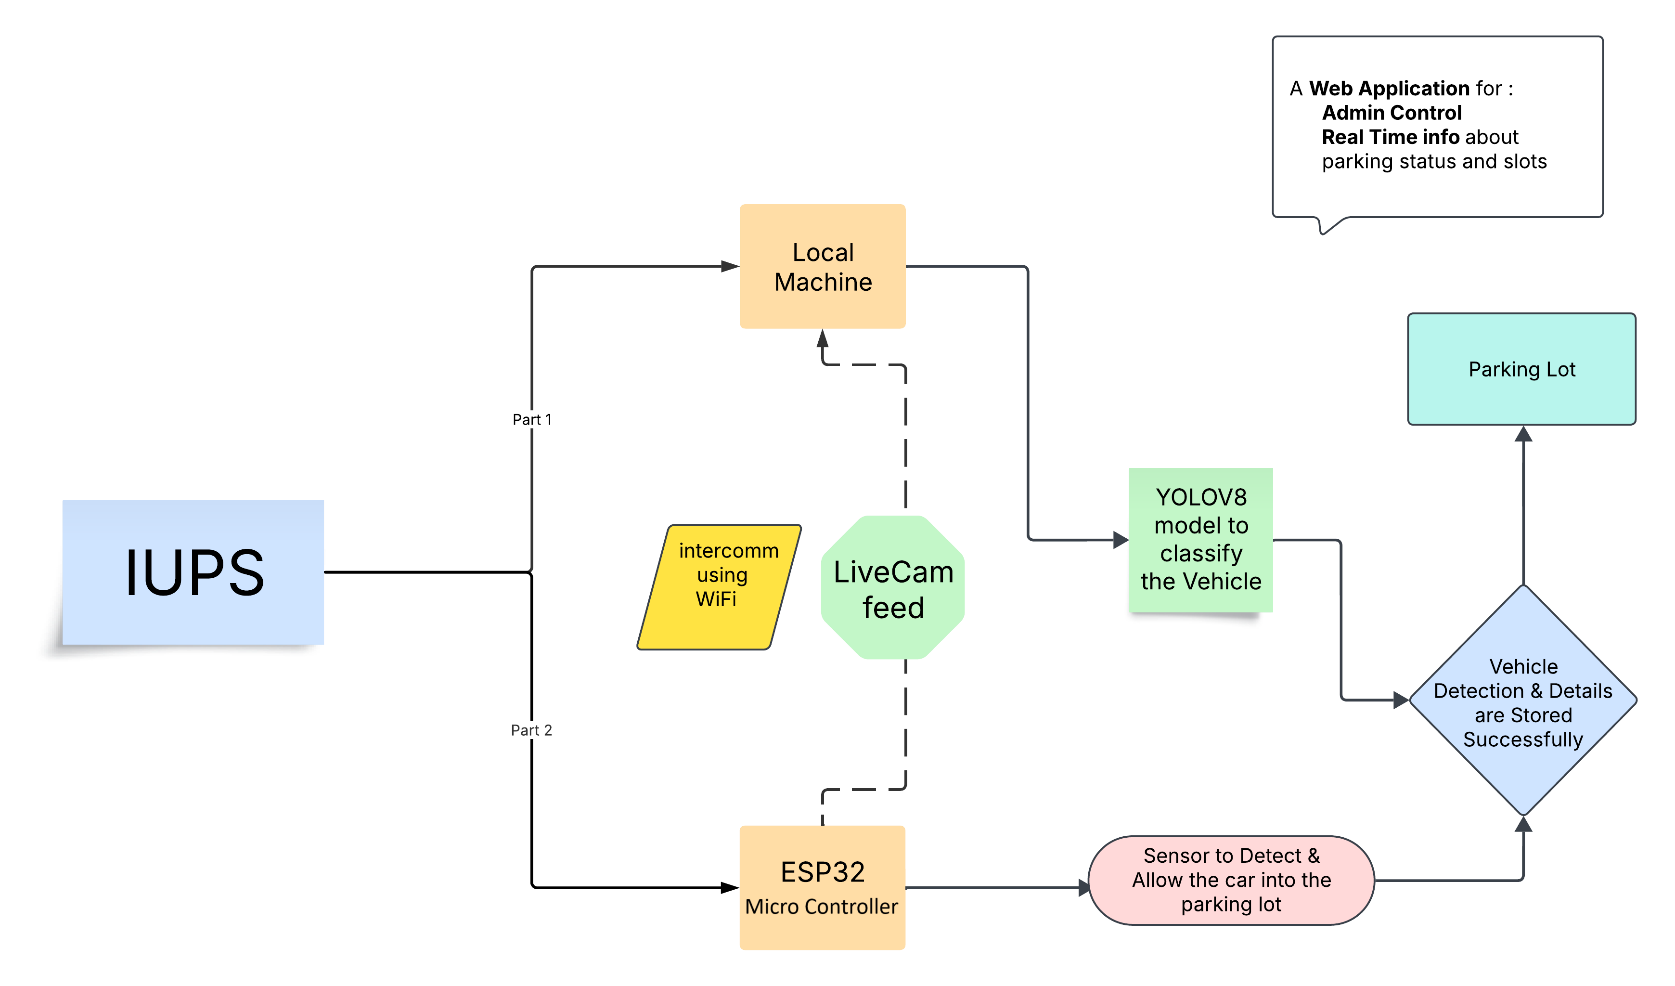 A Web Application for :
Admin Control
Real Time info about
parking status and slots
Local
Machine
Parking Lot
Part 1
YOLOV8
model to
classify
the Vehicle
IUPS
intercomm
using
WiFi
LiveCam
feed
Vehicle
Detection & Details
are Stored
Successfully
Part 2
ESP32
Micro Controller
Sensor to Detect &
Allow the car into the
parking lot